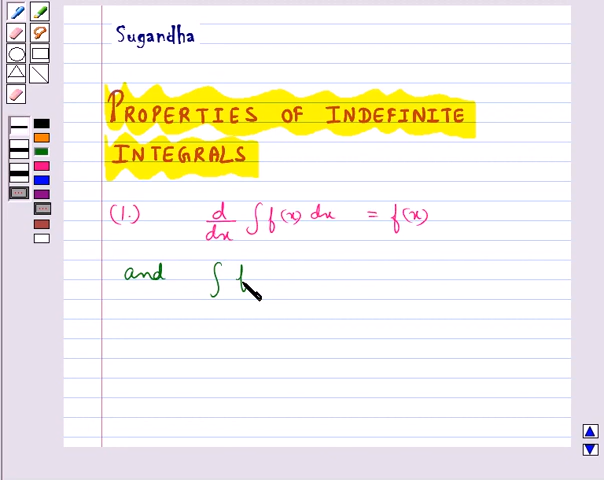 Sugandha
PROPERTIES OF INDEFINITE
INTEGRALS
(1.) d/dx ∫ f(x) dx = f(x)
and ∫ f